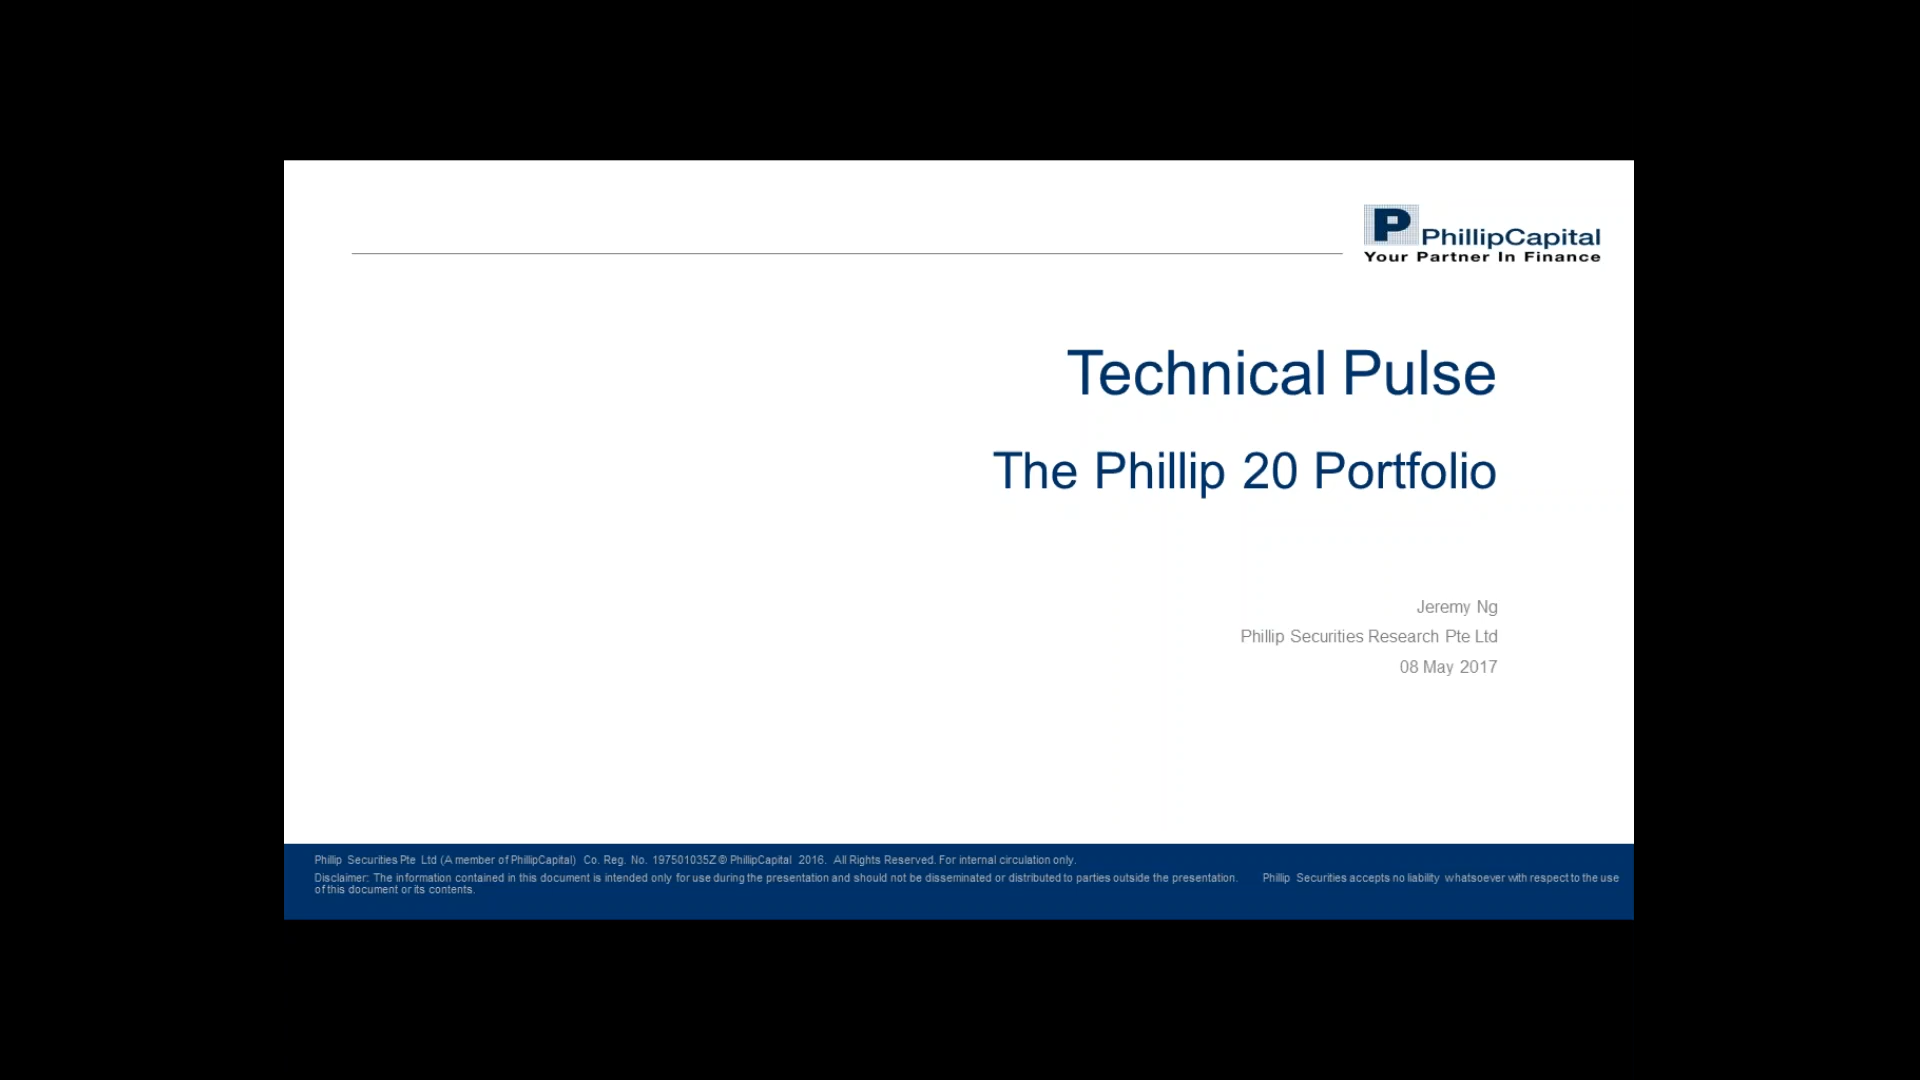 P PhillipCapital
Your Partner In Finance
Technical Pulse
The Phillip 20 Portfolio
Jeremy Ng
Phillip Securities Research Pte Ltd
08 May 2017
Phillip Securities Pte Ltd (A member of PhillipCapital) Co. Reg. No. 197501035Z © PhillipCapital 2016. All Rights Reserved. For internal circulation only.
Disclaimer: The information contained in this document is intended only for use during the presentation and should not be disseminated or distributed to parties outside the presentation. Phillip Securities accepts no liability whatsoever with respect to the use
of this document or its contents.